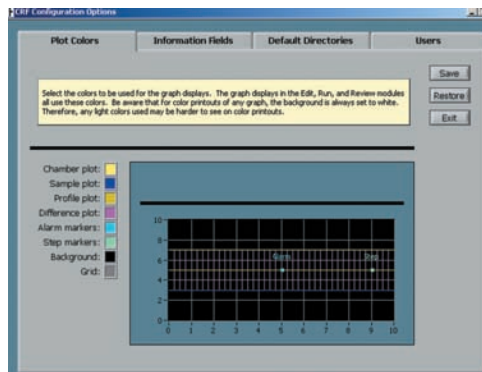 CRF Configuration Options
Plot Colors Information Fields Default Directories Users
Select the colors to be used for the graph displays. The graph displays in the Edit, Run, and Review modules
all use these colors. Be aware that for color printouts of any graph, the background is always set to white.
Therefore, any light colors used may be harder to see on color
printouts.
Save
Restore
Exit
Chamber plot:
Sample plot:
Profile plot:
Difference plot:
Alarm markers:
Step markers:
Background:
Grid:
10
8
6
4
2
0
Alarm Step
0 1 2 3 4 5 6 7 8 9 10